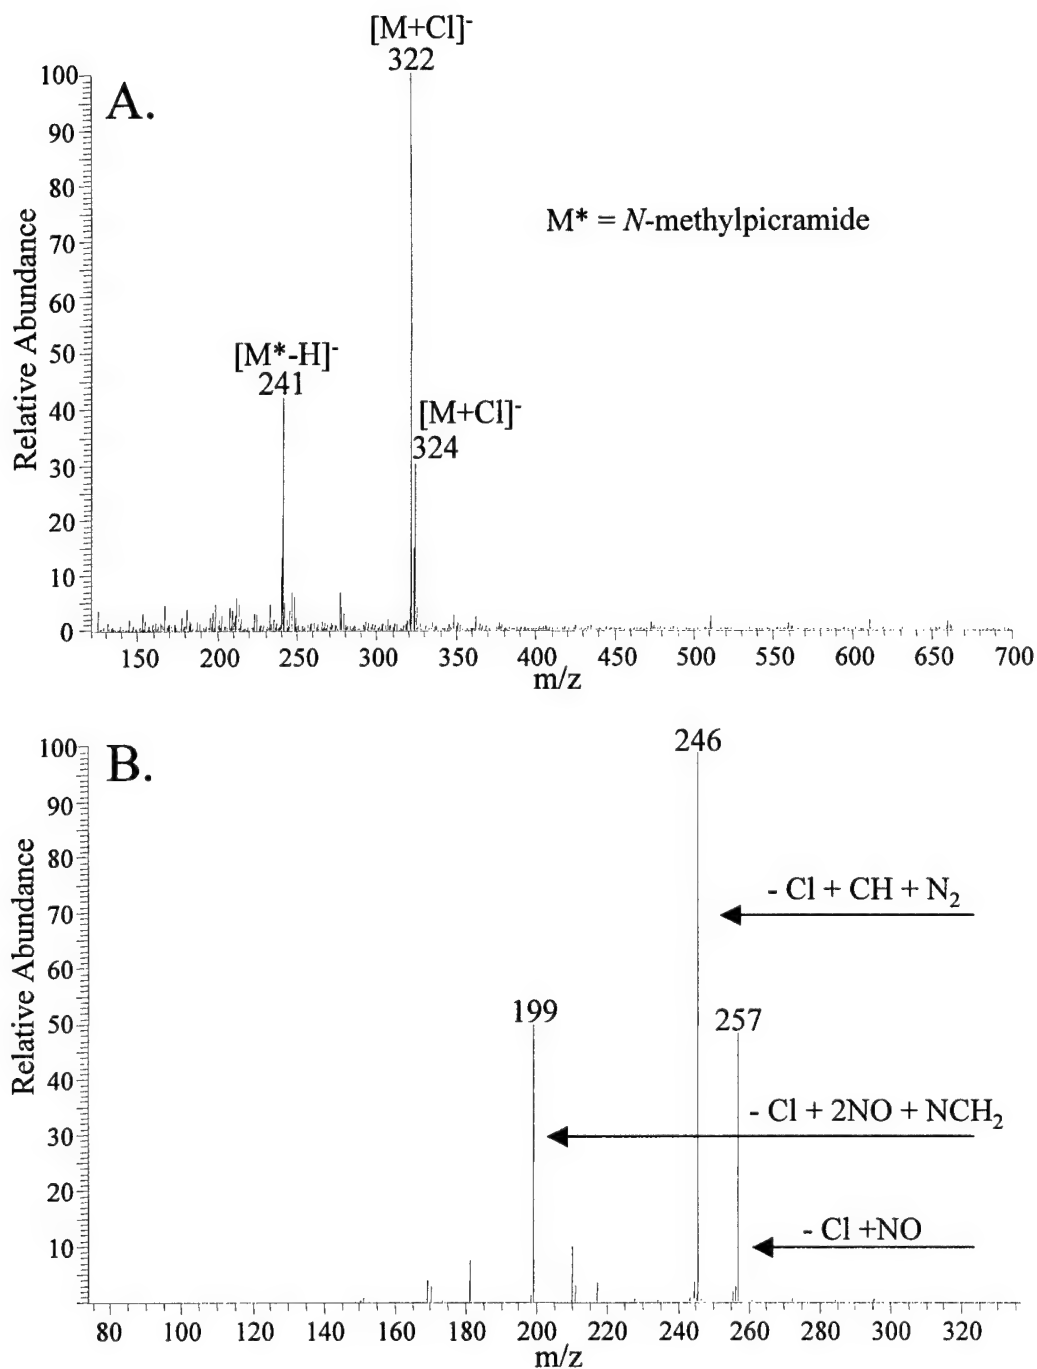 [M+Cl]-
322
100
A.
90
80
M* = N-methylpicramide
70
60
50
[M*-H]-
241
40
[M+Cl]-
324
30
20
10
0
Relative Abundance
150 200 250 300 350 400 450 500 550 600 650 700
m/z
246
100
B.
90
80
- Cl + CH + N2
70
60
199
257
50
40
- Cl + 2NO + NCH2
30
20
- Cl +NO
10
Relative Abundance
80 100 120 140 160 180 200 220 240 260 280 300 320
m/z